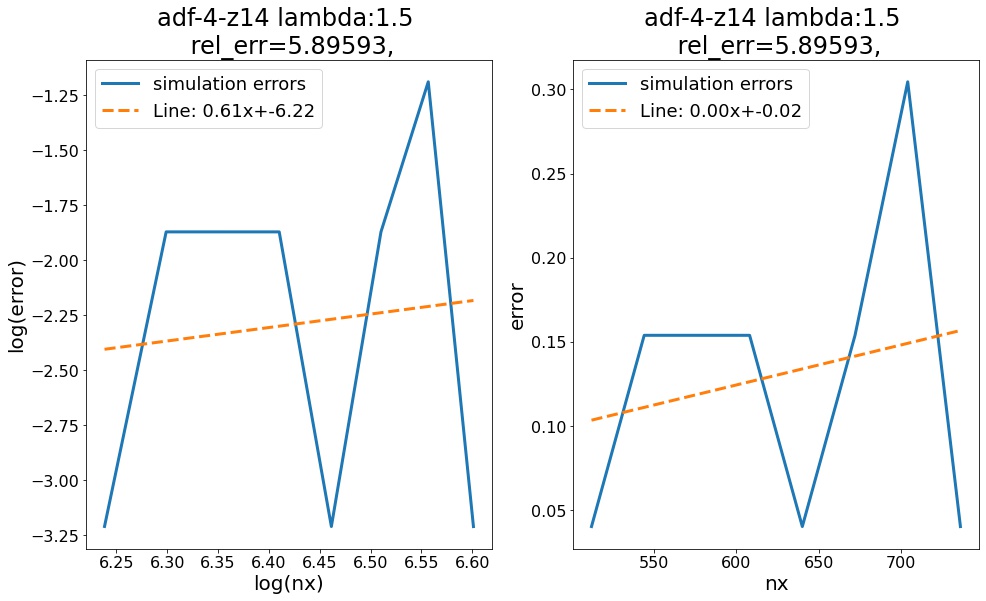 adf-4-z14 lambda:1.5
rel_err=5.89593,
simulation errors
Line: 0.61x+-6.22
log(error)
−1.25
−1.50
−1.75
−2.00
−2.25
−2.50
−2.75
−3.00
−3.25
6.25 6.30 6.35 6.40 6.45 6.50 6.55 6.60
log(nx)
adf-4-z14 lambda:1.5
rel_err=5.89593,
simulation errors
Line: 0.00x+-0.02
error
0.30
0.25
0.20
0.15
0.10
0.05
550 600 650 700
nx